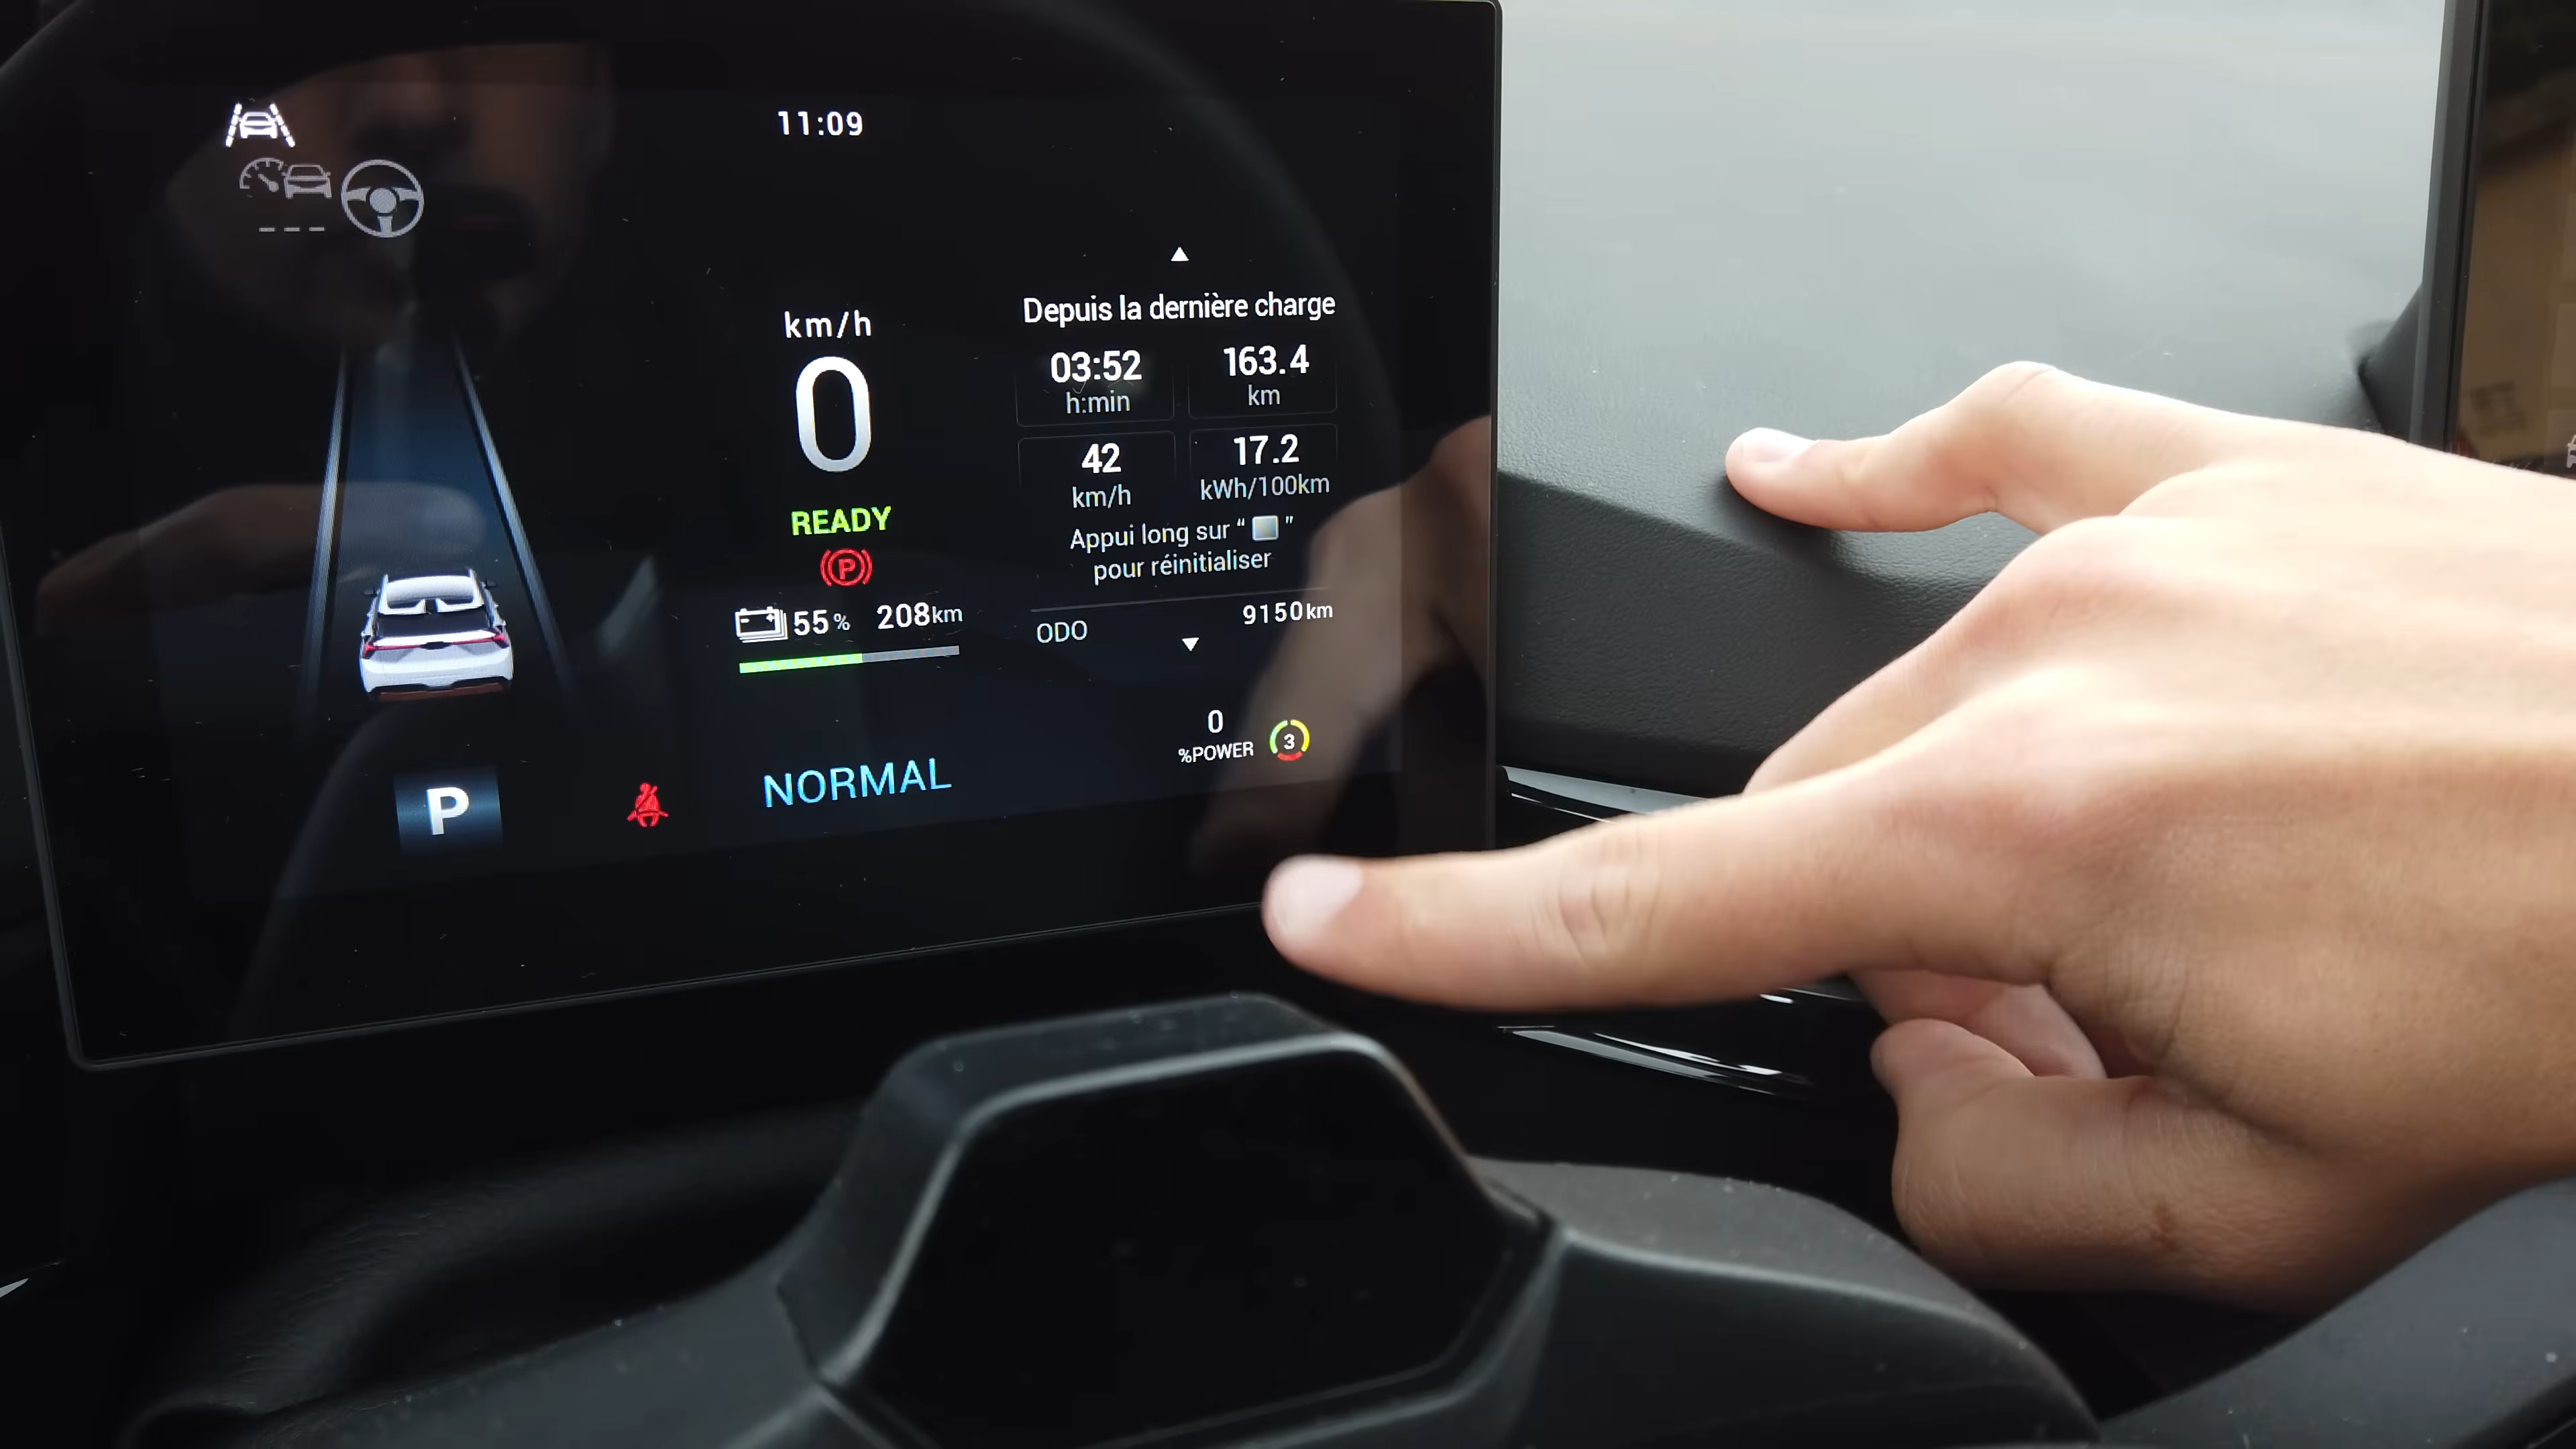 11:09
km/h
0
READY
P
55 % 208km
NORMAL
P
Depuis la dernière charge
03:52
h:min
163.4
km
42
km/h
17.2
kWh/100km
Appui long sur “ ”
pour réinitialiser
ODO 9150km
0
%POWER
3